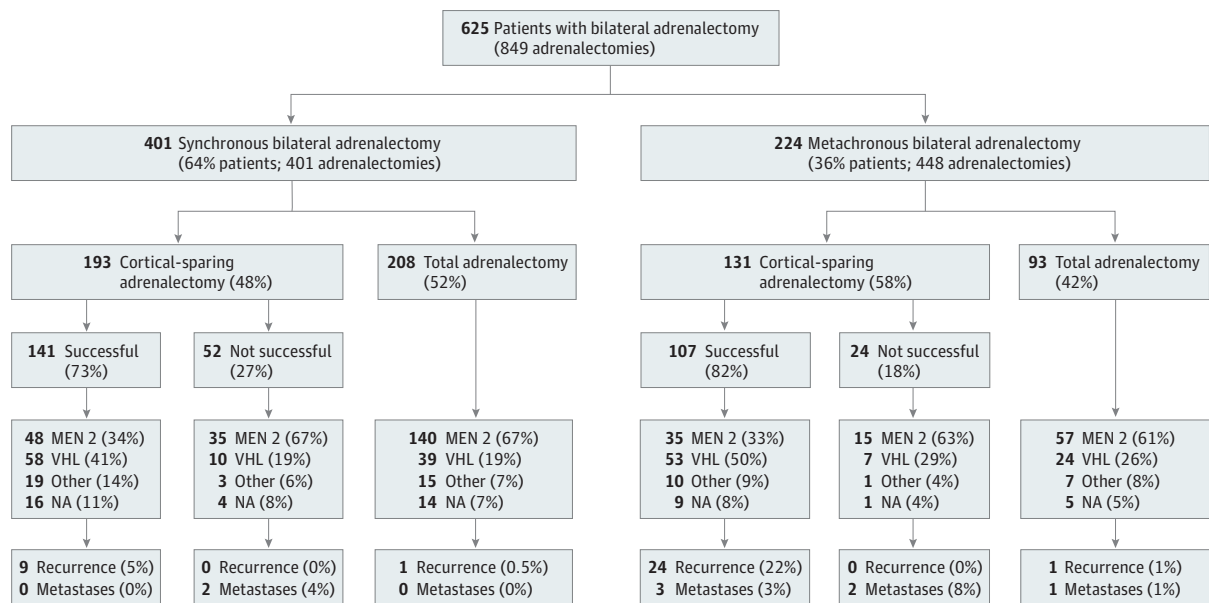 625 Patients with bilateral adrenalectomy
(849 adrenalectomies)
401 Synchronous bilateral adrenalectomy
(64% patients; 401 adrenalectomies)
224 Metachronous bilateral adrenalectomy
(36% patients; 448 adrenalectomies)
193 Cortical-sparing
adrenalectomy (48%)
208 Total adrenalectomy
(52%)
131 Cortical-sparing
adrenalectomy (58%)
93 Total adrenalectomy
(42%)
141 Successful
(73%)
52 Not successful
(27%)
107 Successful
(82%)
24 Not successful
(18%)
48 MEN 2 (34%)
58 VHL (41%)
19 Other (14%)
16 NA (11%)
35 MEN 2 (67%)
10 VHL (19%)
3 Other (6%)
4 NA (8%)
140 MEN 2 (67%)
39 VHL (19%)
15 Other (7%)
14 NA (7%)
35 MEN 2 (33%)
53 VHL (50%)
10 Other (9%)
9 NA (8%)
15 MEN 2 (63%)
7 VHL (29%)
1 Other (4%)
1 NA (4%)
57 MEN 2 (61%)
24 VHL (26%)
7 Other (8%)
5 NA (5%)
9 Recurrence (5%)
0 Metastases (0%)
0 Recurrence (0%)
2 Metastases (4%)
1 Recurrence (0.5%)
0 Metastases (0%)
24 Recurrence (22%)
3 Metastases (3%)
0 Recurrence (0%)
2 Metastases (8%)
1 Recurrence (1%)
1 Metastases (1%)